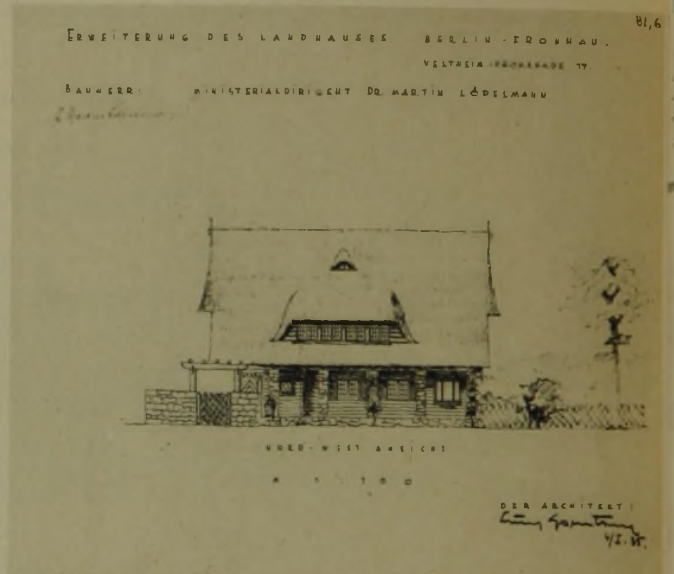 81,6
ERWEITERUNG DES LANDHAUSES BERLIN-FROHNAU.
VELTHEIM PROMENADE 17
BAUHERR: MINISTERIALDIRIGENT DR. MARTIN LÖDELMANN
NORD-WEST ANSICHT
M 1:100
DER ARCHITEKT: